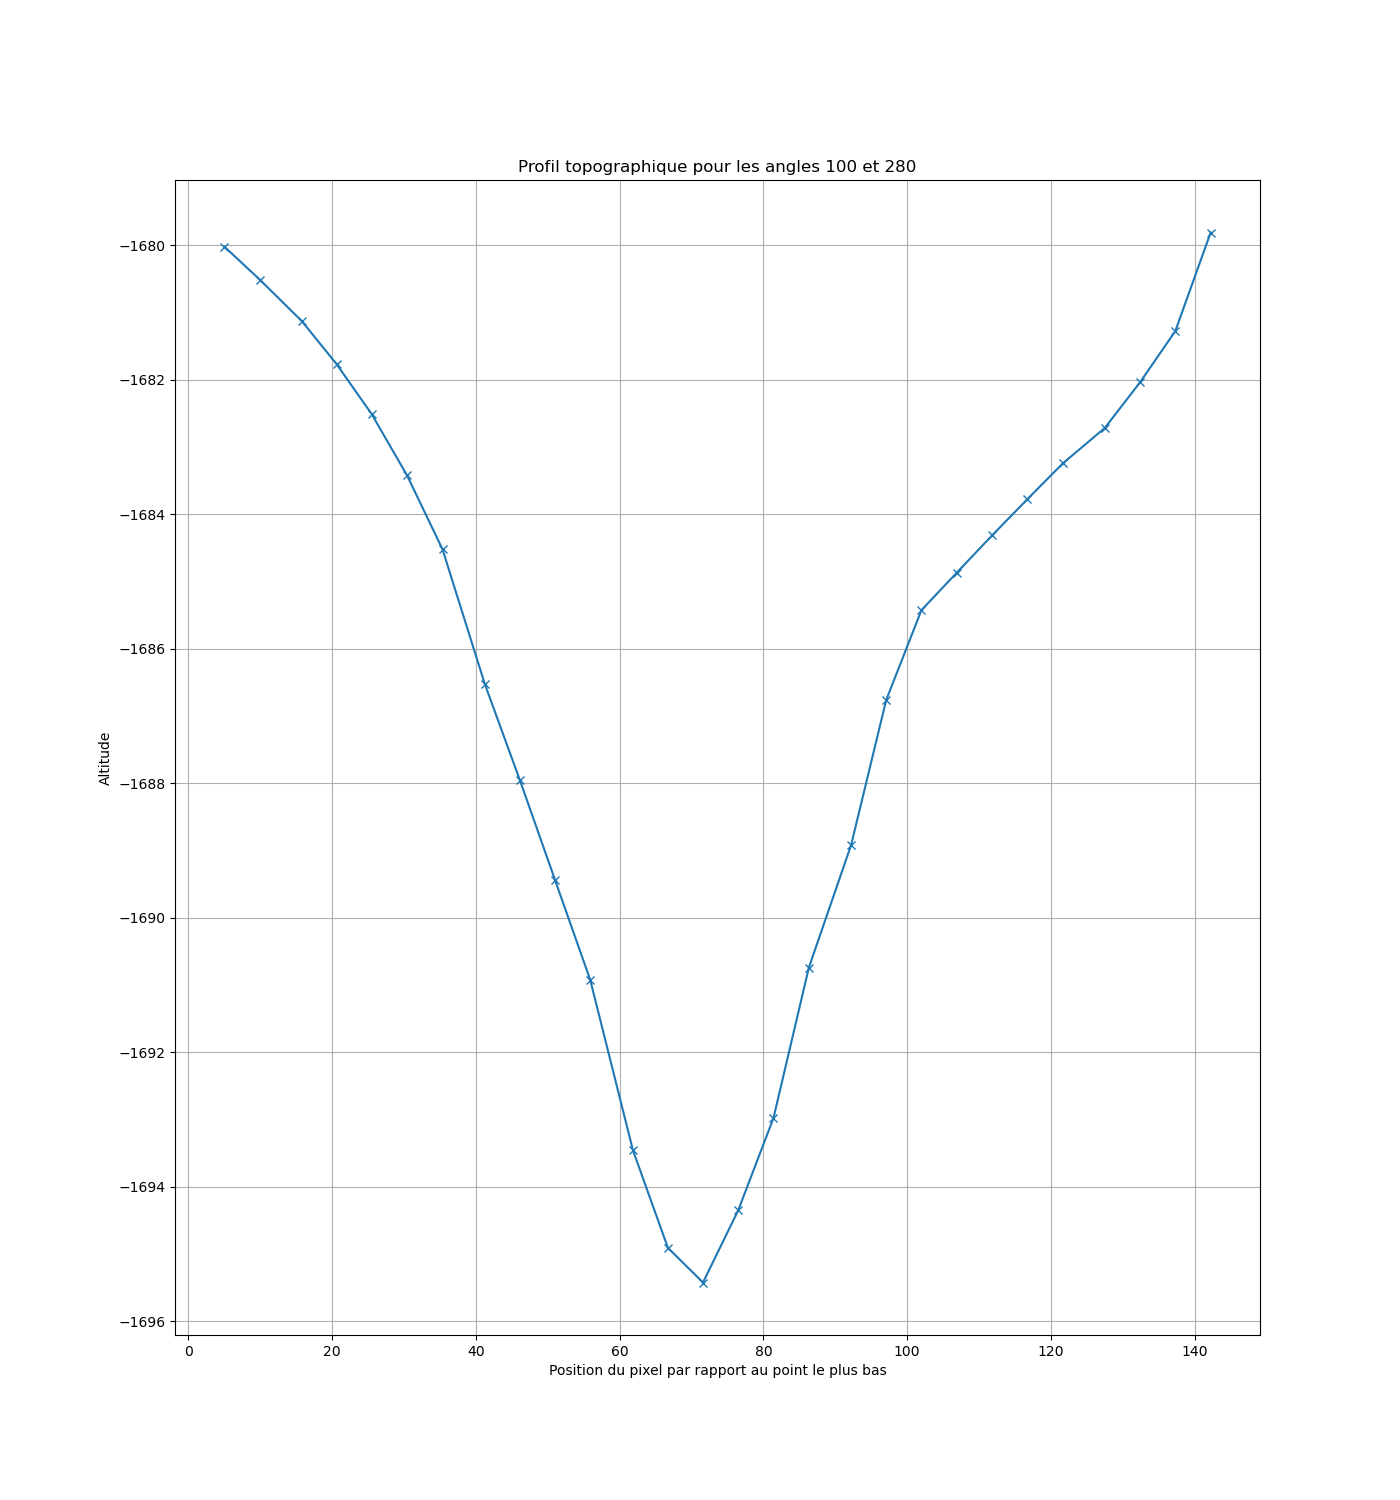 Profil topographique pour les angles 100 et 280
−1680
−1682
−1684
−1686
−1688
−1690
−1692
−1694
−1696
Altitude
0 20 40 60 80 100 120 140
Position du pixel par rapport au point le plus bas